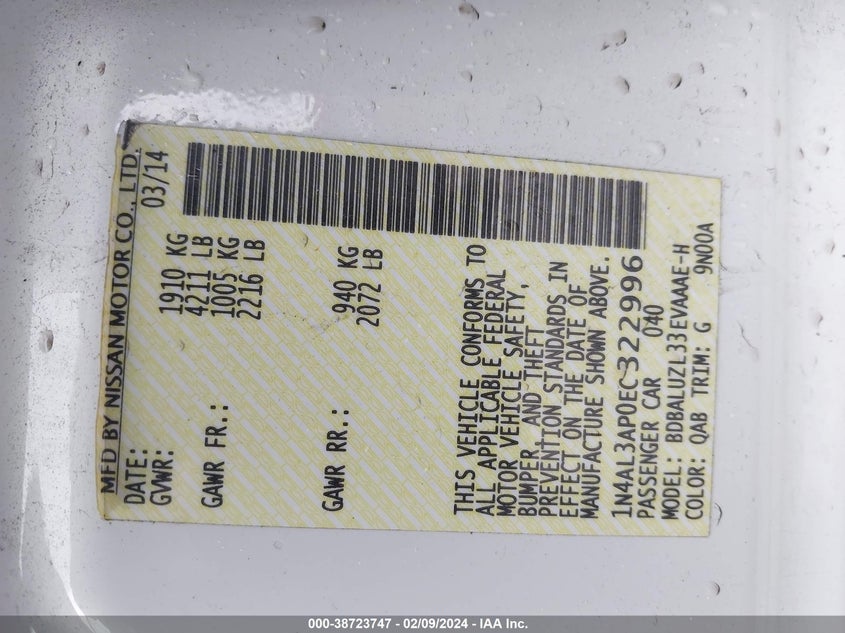 MFD BY NISSAN MOTOR CO., LTD.
DATE: 03/14
GVWR: 1910 KG
4211 LB
GAWR FR.: 1005 KG
2216 LB
GAWR RR.: 940 KG
2072 LB
THIS VEHICLE CONFORMS TO
ALL APPLICABLE FEDERAL
MOTOR VEHICLE SAFETY,
BUMPER, AND THEFT
PREVENTION STANDARDS IN
EFFECT ON THE DATE OF
MANUFACTURE SHOWN ABOVE.
1N4AL3AP0EC322996
PASSENGER CAR 040
MODEL: BDBALUZL33EVAAAE-H
COLOR: QAB TRIM: G 9N00A
000-38723747 - 02/09/2024 - IAA Inc.